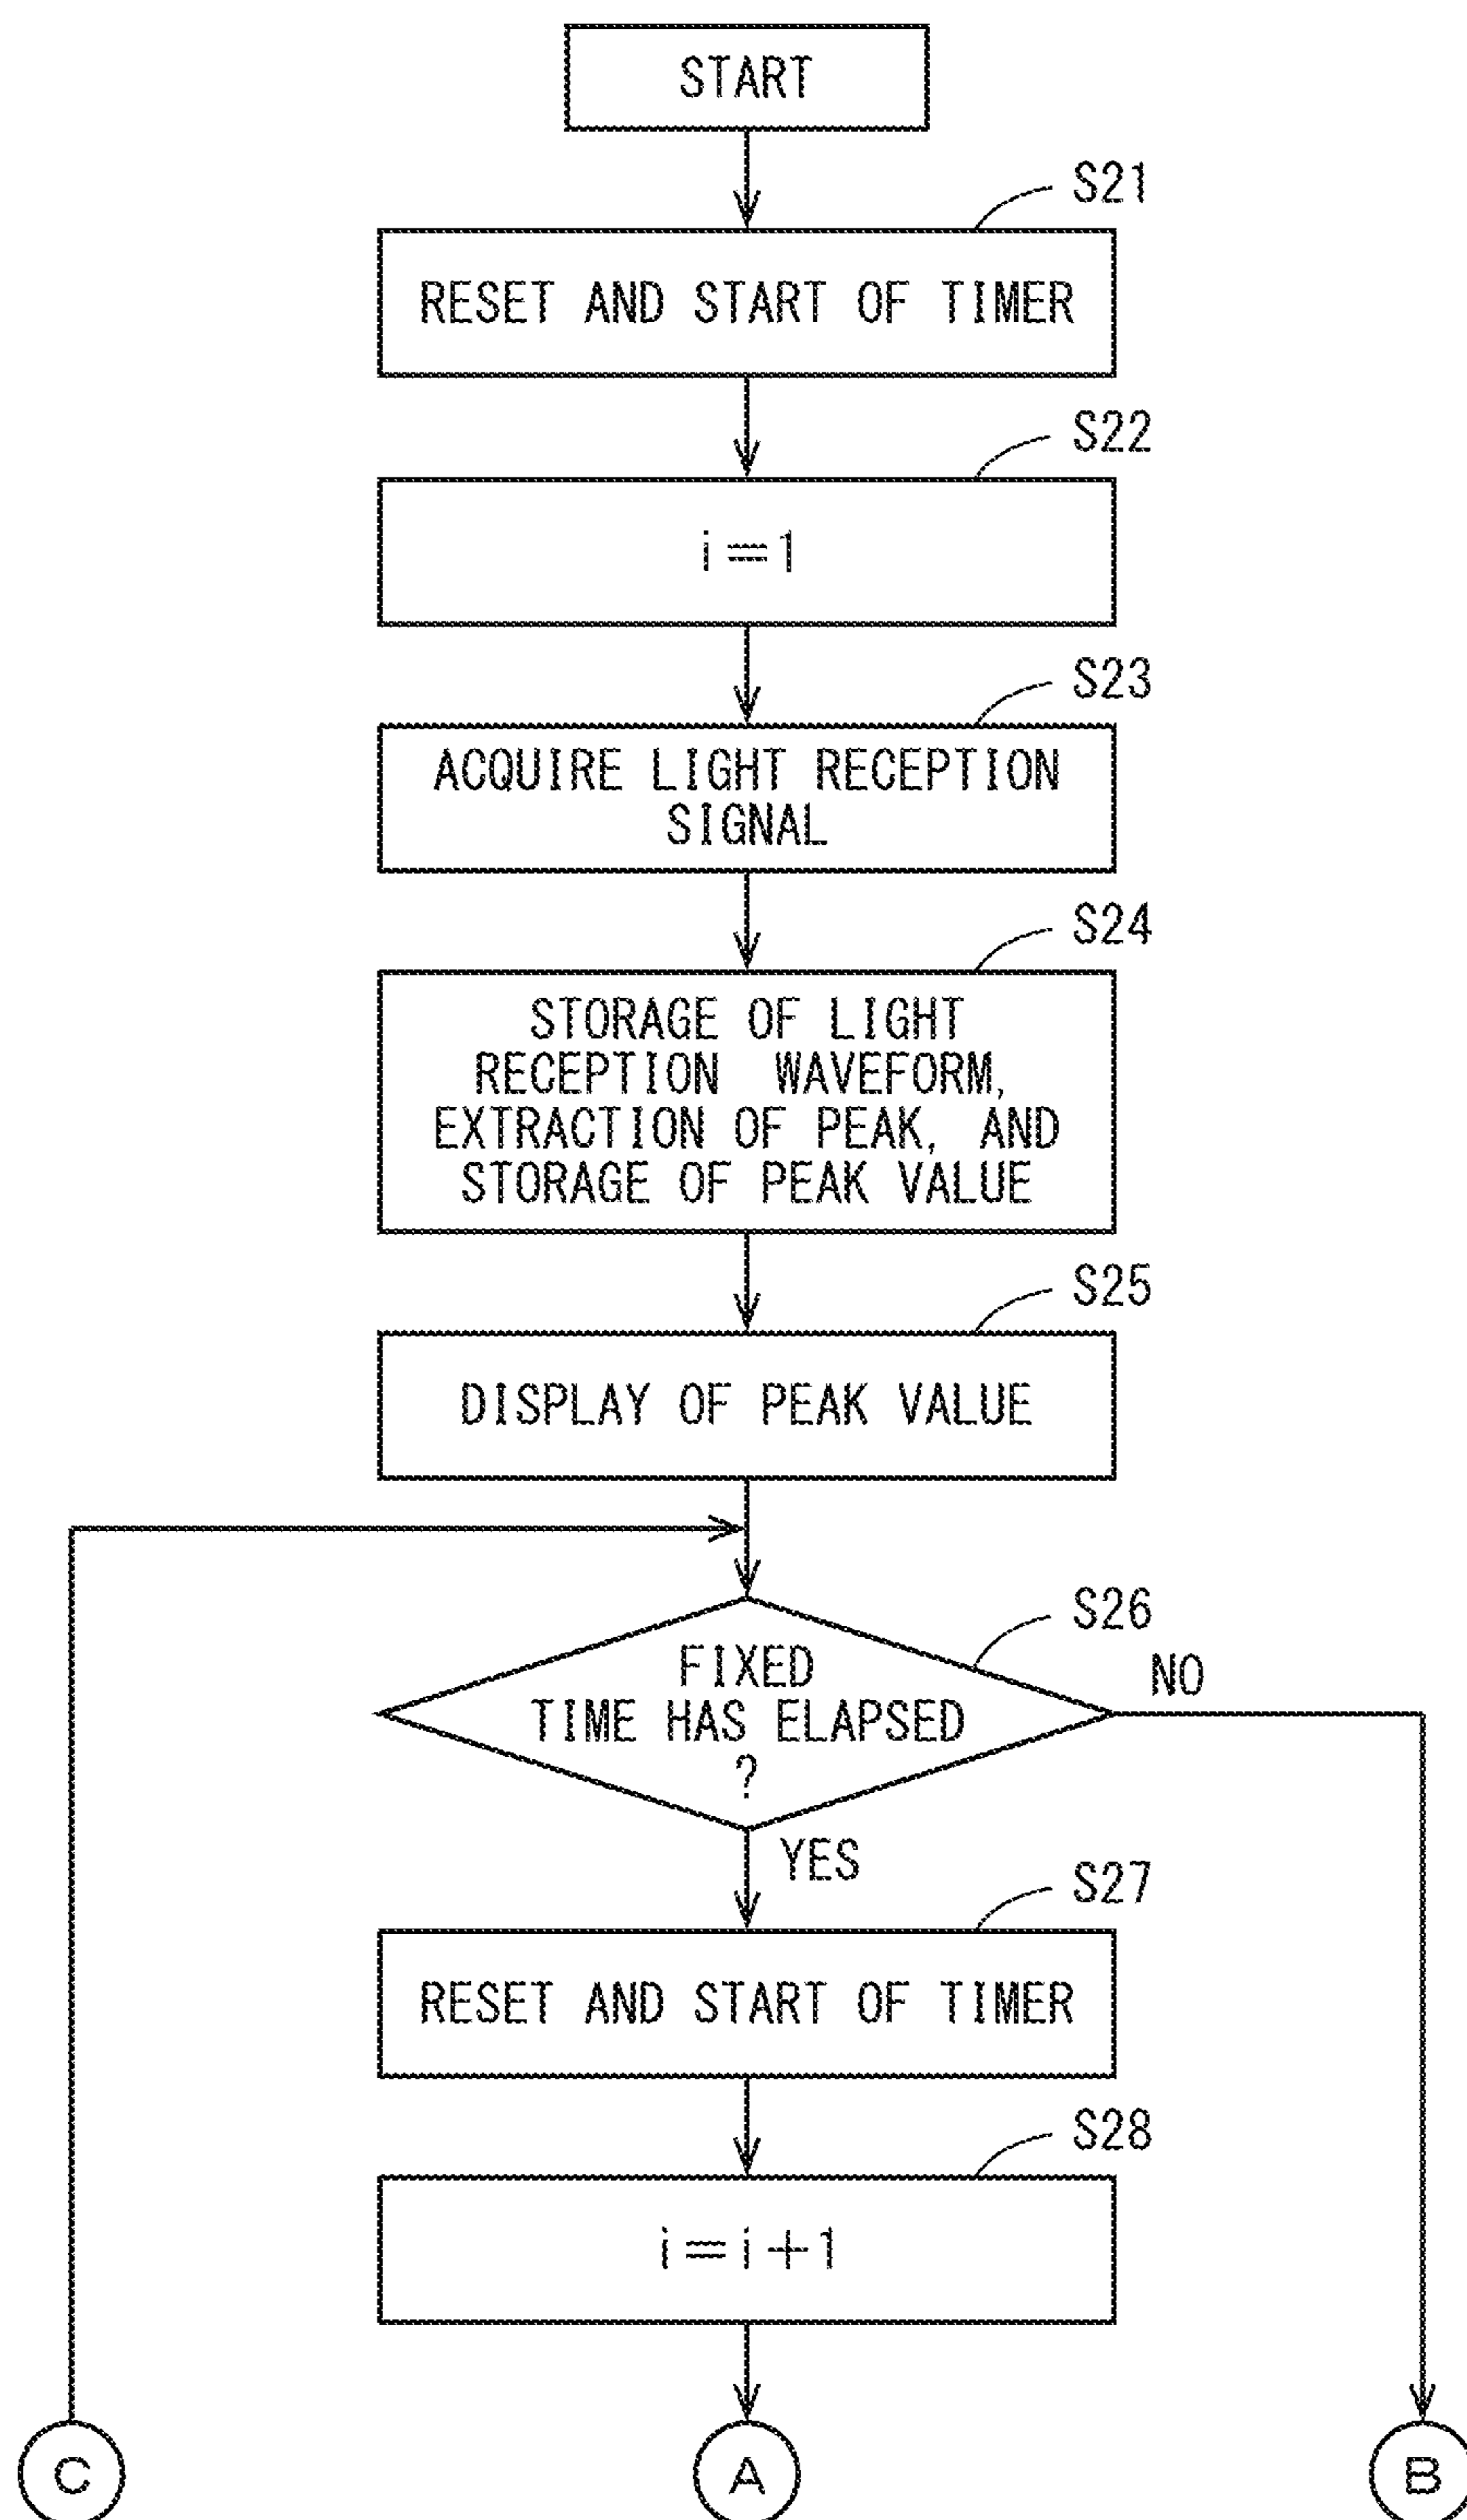 START
S21
RESET AND START OF TIMER
S22
i=1
S23
ACQUIRE LIGHT RECEPTION
SIGNAL
S24
STORAGE OF LIGHT
RECEPTION WAVEFORM,
EXTRACTION OF PEAK, AND
STORAGE OF PEAK VALUE
S25
DISPLAY OF PEAK VALUE
S26
FIXED
TIME HAS ELAPSED
?
NO
YES
S27
RESET AND START OF TIMER
S28
i=i+1
C
A
B